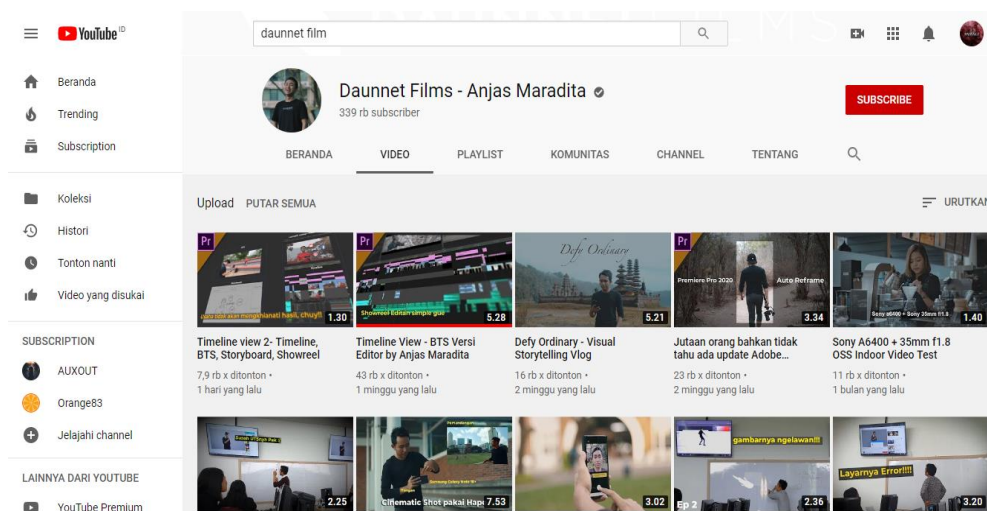 YouTube ID
daunnet film
Beranda
Trending
Subscription
Koleksi
Histori
Tonton nanti
Video yang disukai
SUBSCRIPTION
AUXOUT
Orange83
Jelajahi channel
LAINNYA DARI YOUTUBE
YouTube Premium
Daunnet Films - Anjas Maradita
339 rb subscriber
SUBSCRIBE
BERANDA VIDEO PLAYLIST KOMUNITAS CHANNEL TENTANG
Upload PUTAR SEMUA
URUTKAN
Pr
1.30
Timeline view 2- Timeline,
BTS, Storyboard, Showreel
7,9 rb x ditonton •
1 hari yang lalu
Pr
Showreel Editan simple gue
5.28
Timeline View - BTS Versi
Editor by Anjas Maradita
43 rb x ditonton •
1 minggu yang lalu
Defy Ordinary
5.21
Defy Ordinary - Visual
Storytelling Vlog
16 rb x ditonton •
2 minggu yang lalu
Pr
Premiere Pro 2020 Auto Reframe
3.34
Jutaan orang bahkan tidak
tahu ada update Adobe...
23 rb x ditonton •
2 minggu yang lalu
Sony a6400 + Sony 35mm f1.8
1.40
Sony A6400 + 35mm f1.8
OSS Indoor Video Test
11 rb x ditonton •
1 bulan yang lalu
2.25
Cinematic Shot pakai Hape
7.53
3.02
gambarnya ngelawan!!!
Ep 2
2.36
Layarnya Error!!!!
3.20